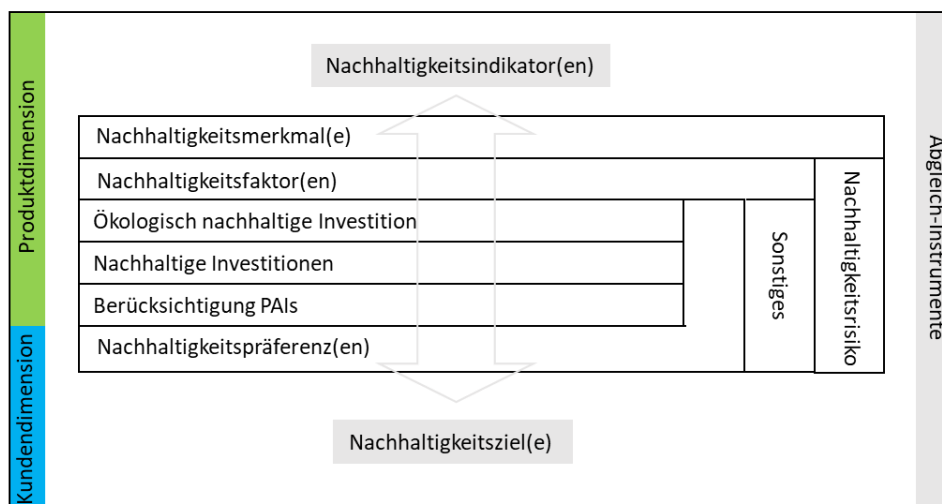 Produktdimension
Kundendimension
Nachhaltigkeitsindikator(en)
Nachhaltigkeitsmerkmal(e)
Nachhaltigkeitsfaktor(en)
Ökologisch nachhaltige Investition
Nachhaltige Investitionen
Berücksichtigung PAIs
Nachhaltigkeitspräferenz(en)
Sonstiges
Nachhaltigkeitsrisiko
Nachhaltigkeitsziel(e)
Abgleich-Instrumente